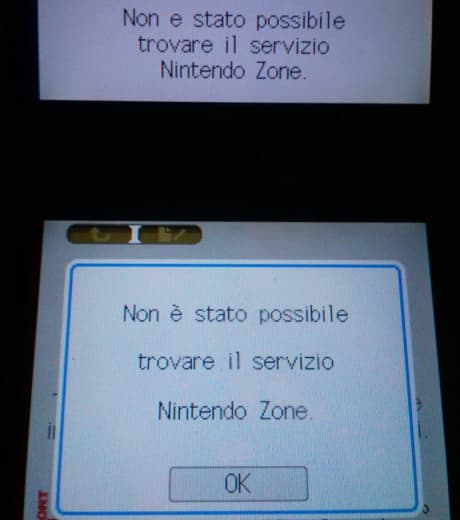 Non e stato possibile
trovare il servizio
Nintendo Zone.
Non è stato possibile
trovare il servizio
Nintendo Zone.
OK